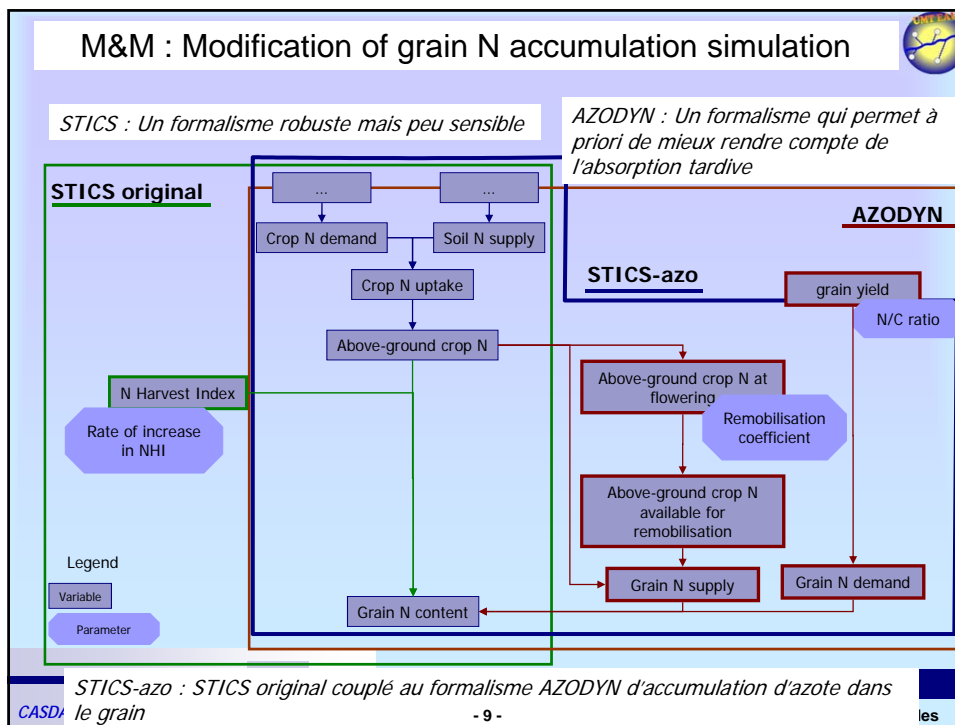 M&M : Modification of grain N accumulation simulation
UMT EAU
STICS : Un formalisme robuste mais peu sensible
AZODYN : Un formalisme qui permet à
priori de mieux rendre compte de
l'absorption tardive
STICS original
...
...
AZODYN
Crop N demand
Soil N supply
STICS-azo
Crop N uptake
grain yield
N/C ratio
Above-ground crop N
Above-ground crop N at
flowering
N Harvest Index
Rate of increase
in NHI
Remobilisation
coefficient
Above-ground crop N
available for
remobilisation
Legend
Variable
Parameter
Grain N supply
Grain N demand
Grain N content
STICS-azo : STICS original couplé au formalisme AZODYN d'accumulation d'azote dans
le grain
CASDA
- 9 -
les